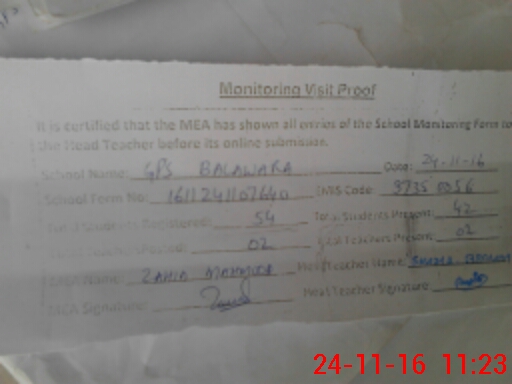 Monitoring Visit Proof
It is certified that the MEA has shown all entries of the School Monitoring Form to
the Head Teacher before its online submission.
School Name: GPS BALAWARA Date: 24-11-16
School Form No: 1611241107640 EMIS Code: 3735 0056
Total Students Registered: 54 Total Students Present: 42
Total Teachers Posted: 02 Total Teachers Present: 02
MEA Name: ZAHID MAHMOOD Head Teacher Name:
MEA Signature: Head Teacher Signature:
24-11-16 11:23